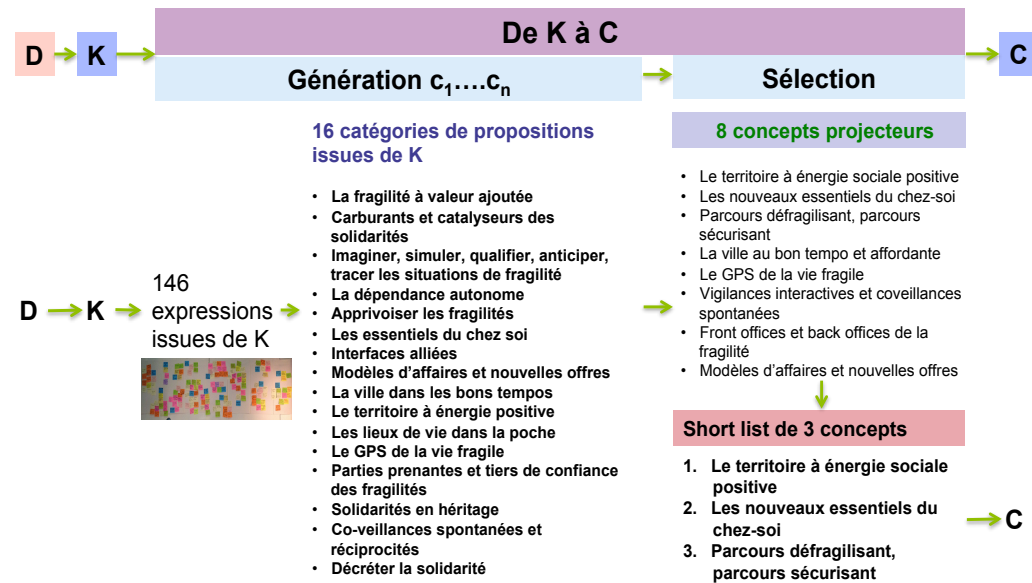 De K à C
D
K
C
Génération c₁….cₙ
Sélection
16 catégories de propositions
issues de K
• La fragilité à valeur ajoutée
• Carburants et catalyseurs des
solidarités
• Imaginer, simuler, qualifier, anticiper,
tracer les situations de fragilité
• La dépendance autonome
• Apprivoiser les fragilités
• Les essentiels du chez soi
• Interfaces alliées
• Modèles d’affaires et nouvelles offres
• La ville dans les bons tempos
• Le territoire à énergie positive
• Les lieux de vie dans la poche
• Le GPS de la vie fragile
• Parties prenantes et tiers de confiance
des fragilités
• Solidarités en héritage
• Co-veillances spontanées et
réciprocités
• Décréter la solidarité
D
K
146
expressions
issues de K
8 concepts projecteurs
• Le territoire à énergie sociale positive
• Les nouveaux essentiels du chez-soi
• Parcours défragilisant, parcours
sécurisant
• La ville au bon tempo et affordante
• Le GPS de la vie fragile
• Vigilances interactives et coveillances
spontanées
• Front offices et back offices de la
fragilité
• Modèles d’affaires et nouvelles offres
Short list de 3 concepts
1. Le territoire à énergie sociale
positive
2. Les nouveaux essentiels du
chez-soi
3. Parcours défragilisant,
parcours sécurisant
C